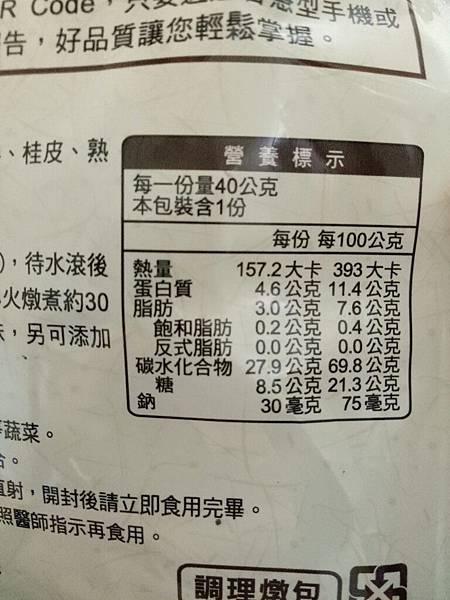 R Code，只要
型手機或
告，好品質讓您輕鬆掌握。
、桂皮、熟
，待水滾後
火燉煮約30
，另可添加
營養標示
每一份量40公克
本包裝含1份
每份 每100公克
熱量 157.2大卡 393大卡
蛋白質 4.6公克 11.4公克
脂肪 3.0公克 7.6公克
飽和脂肪 0.2公克 0.4公克
反式脂肪 0.0公克 0.0公克
碳水化合物 27.9公克 69.8公克
糖 8.5公克 21.3公克
鈉 30毫克 75毫克
蔬菜。
射，開封後請立即食用完畢。
照醫師指示再食用。
調理燉包